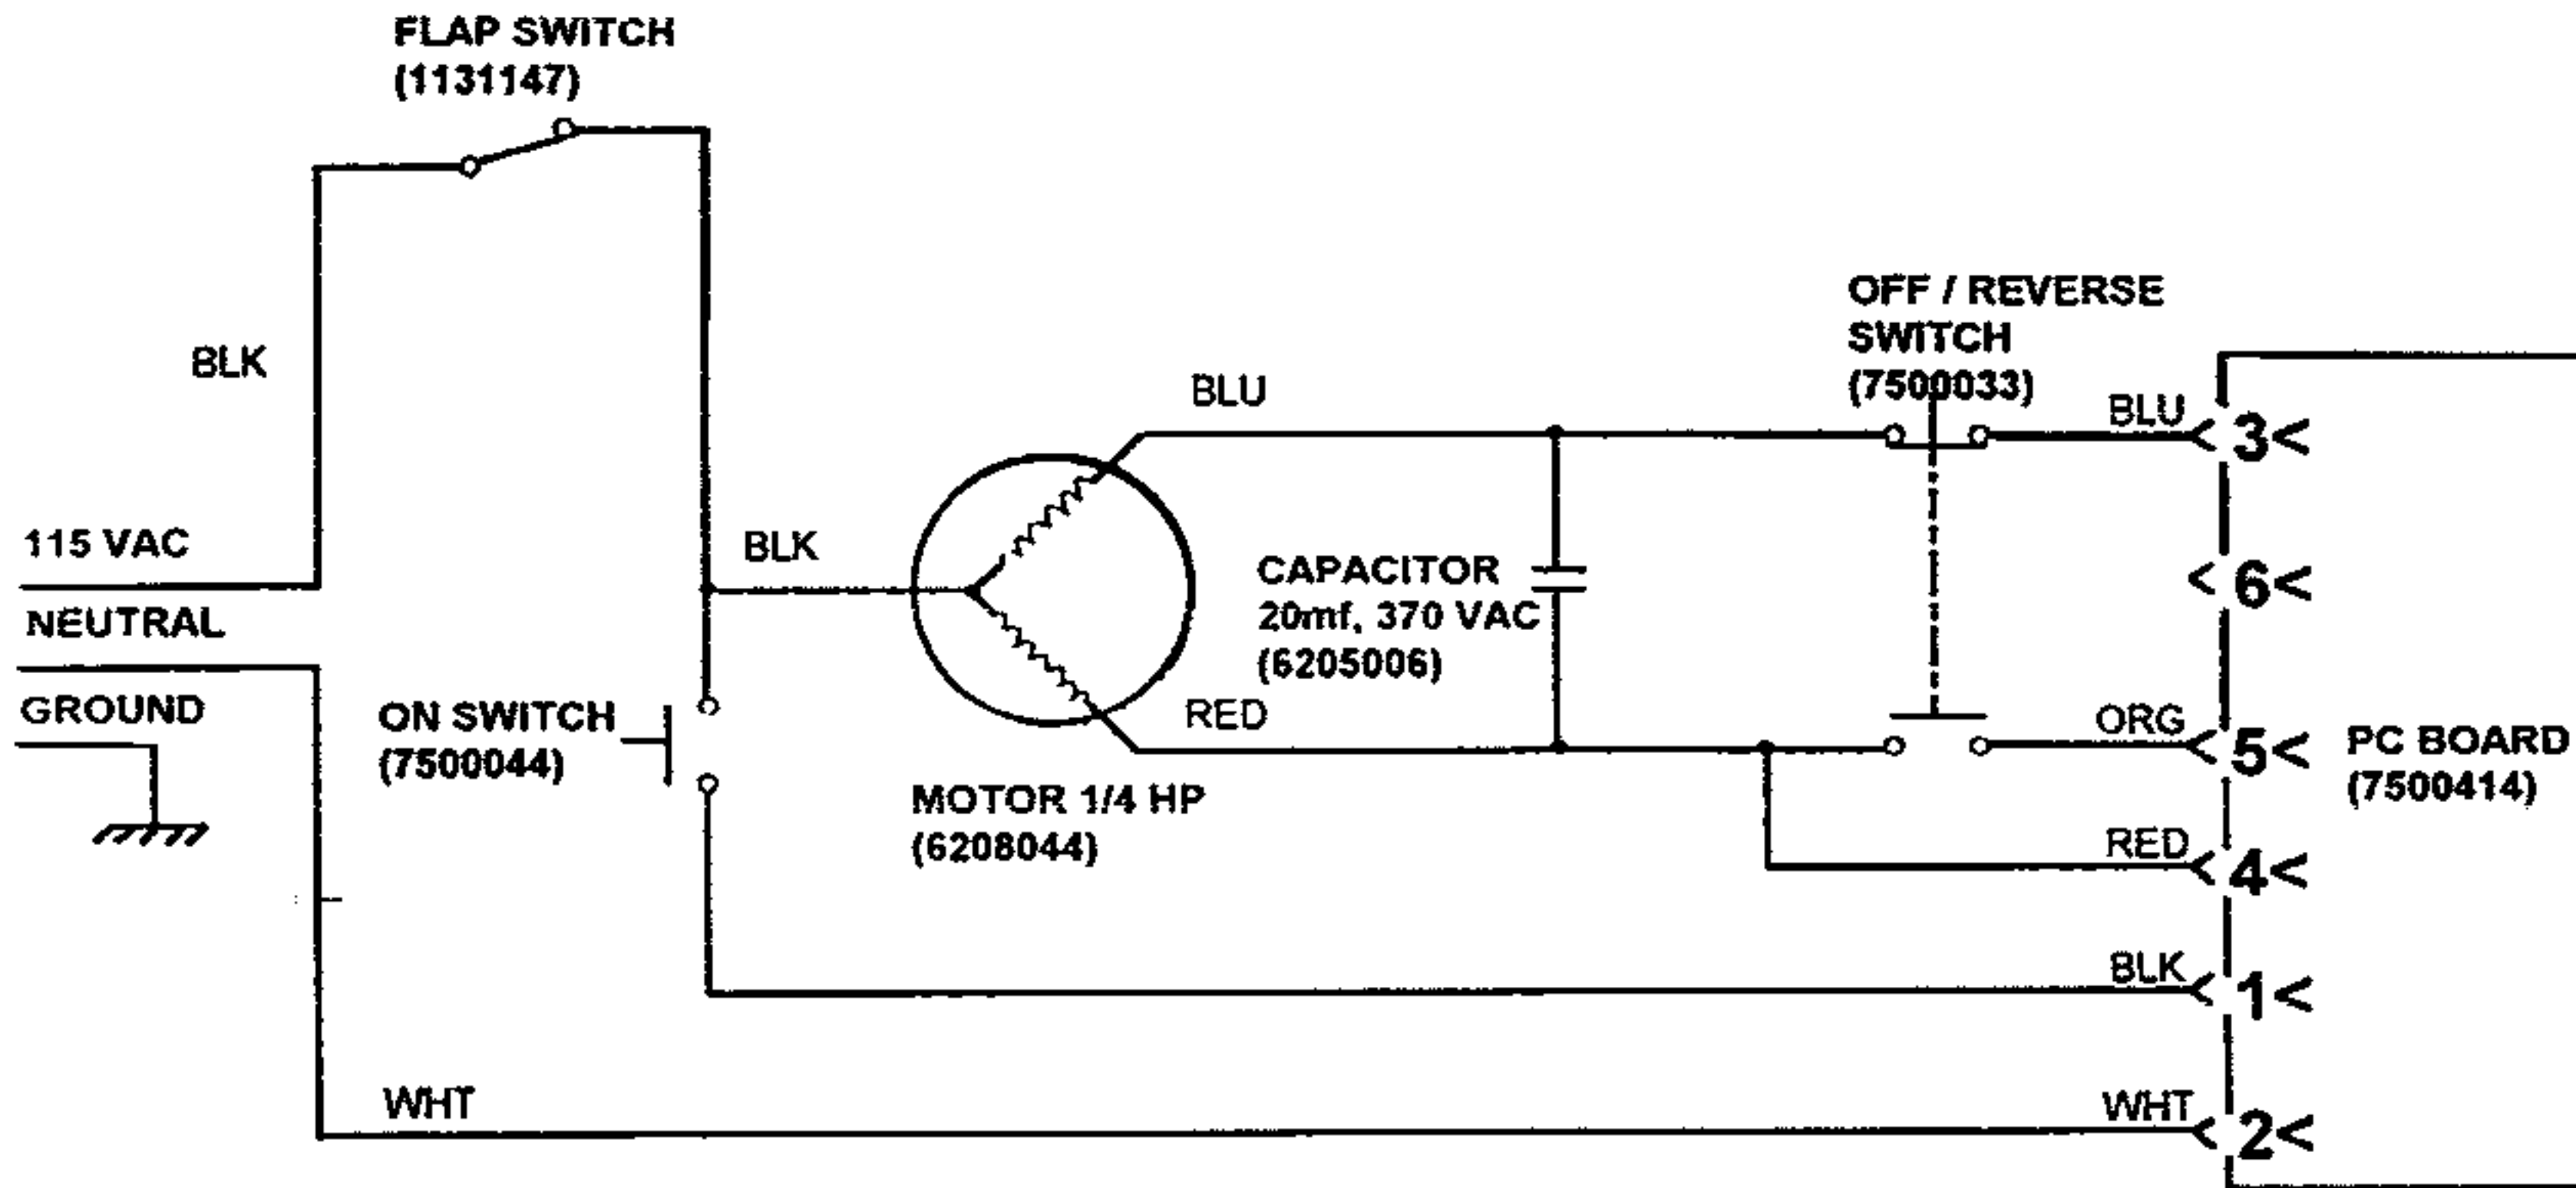 FLAP SWITCH
(1131147)
BLK
115 VAC
NEUTRAL
GROUND
ON SWITCH
(7500044)
BLK
BLU
RED
MOTOR 1/4 HP
(6208044)
CAPACITOR
20mf, 370 VAC
(6205006)
OFF / REVERSE
SWITCH
(7500033)
BLU
3<
6<
ORG
5<
PC BOARD
(7500414)
RED
4<
BLK
1<
WHT
WHT
2<